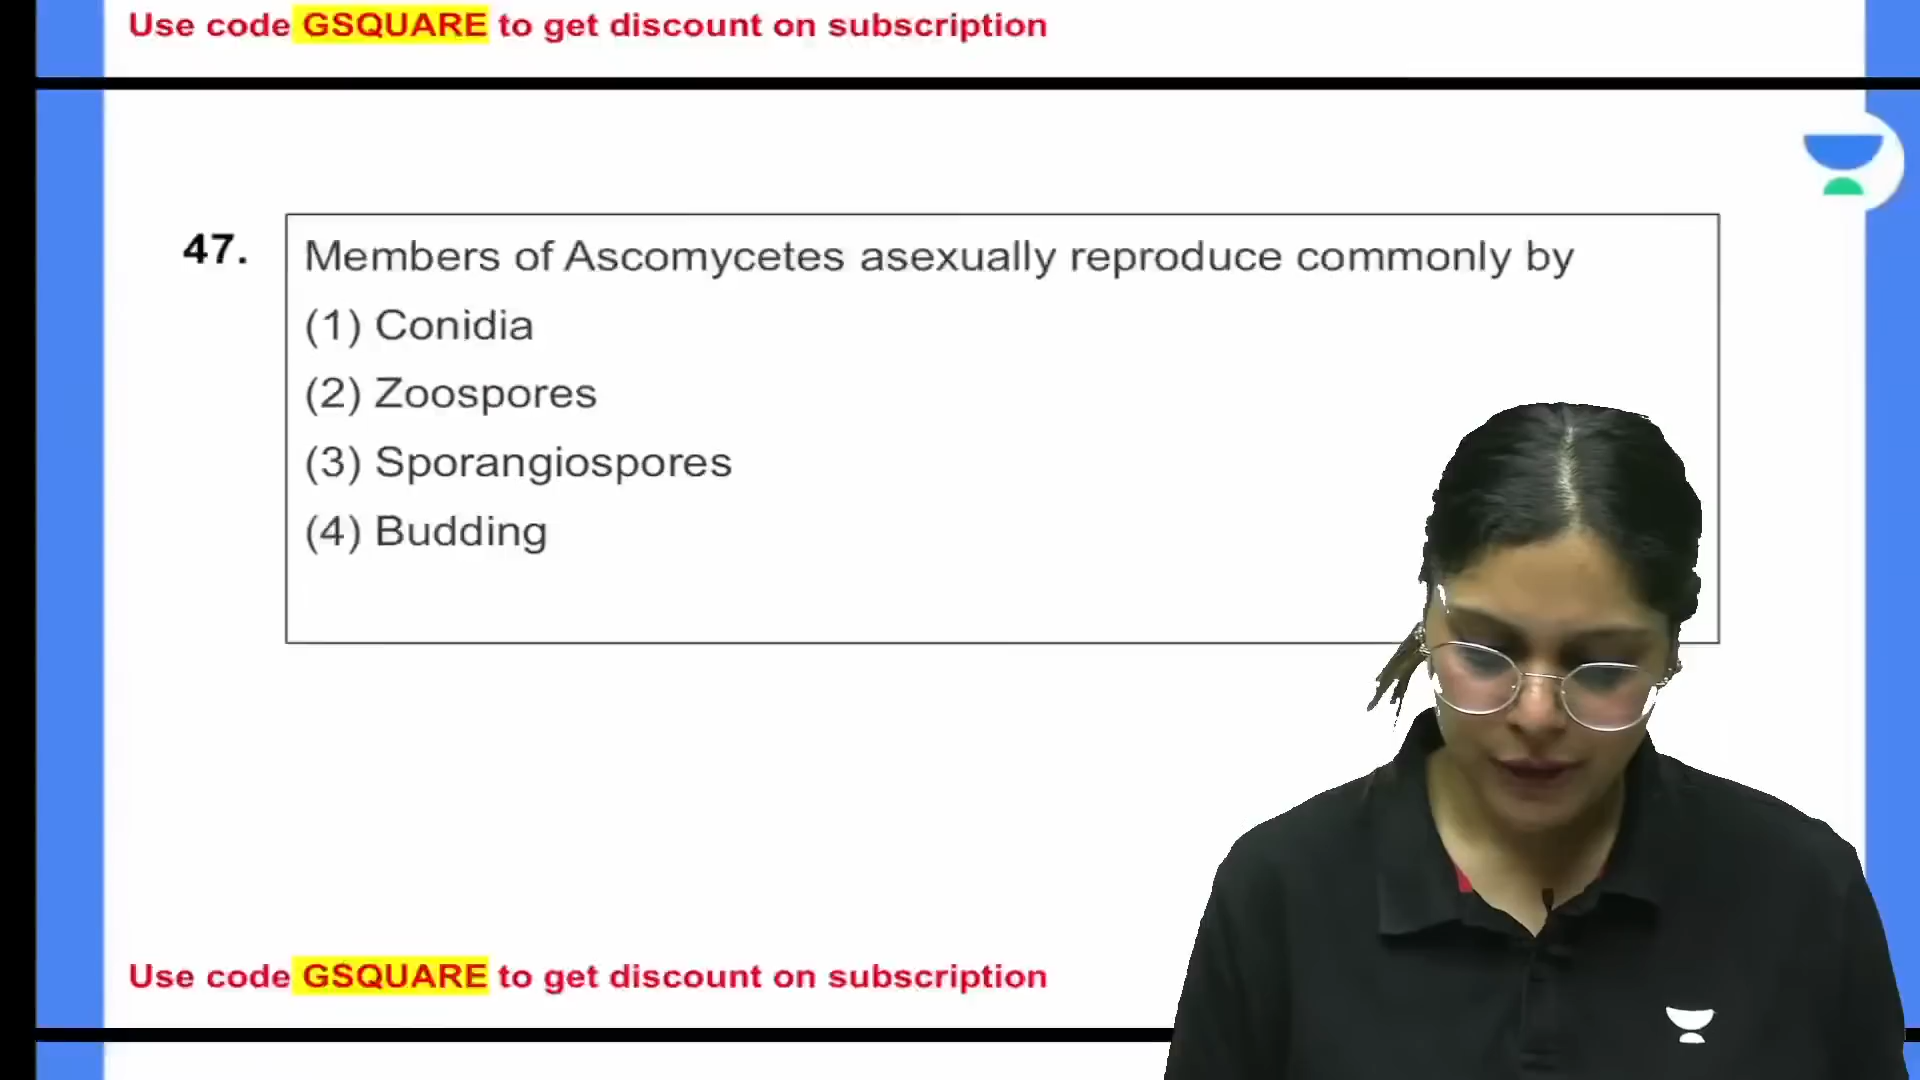 Use code GSQUARE to get discount on subscription
47.
Members of Ascomycetes asexually reproduce commonly by
(1) Conidia
(2) Zoospores
(3) Sporangiospores
(4) Budding
Use code GSQUARE to get discount on subscription